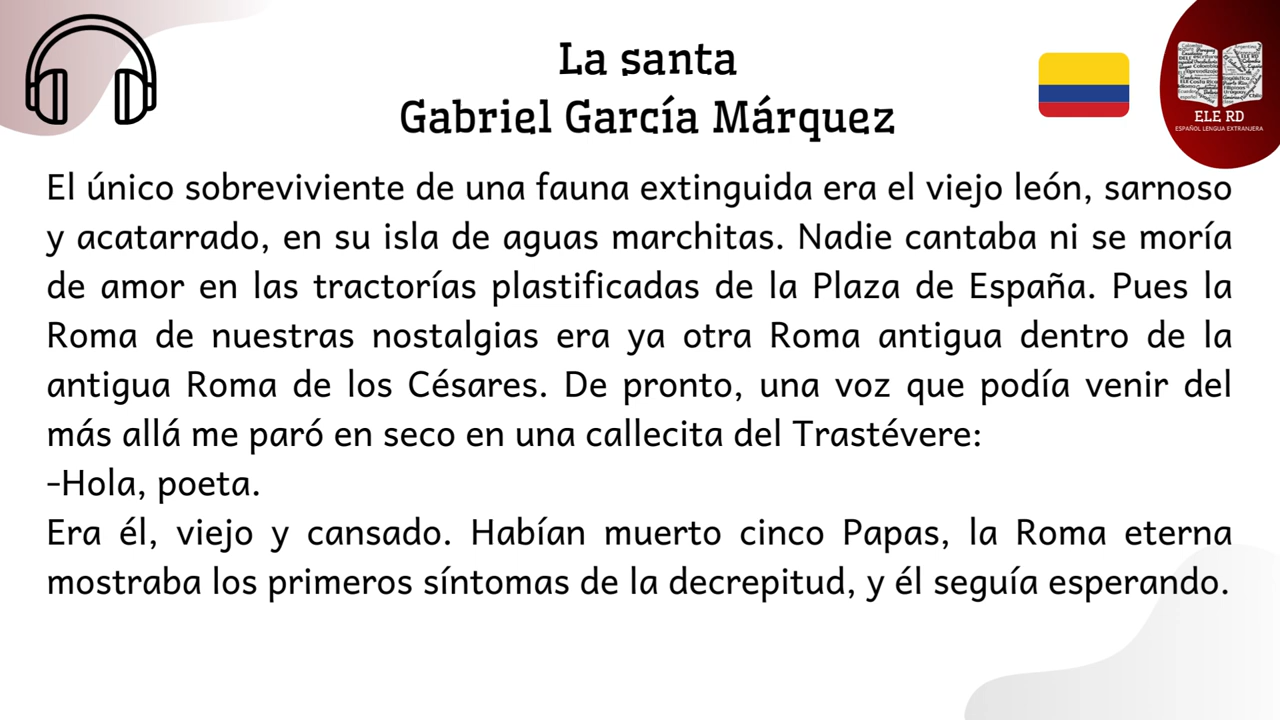 La santa
Gabriel García Márquez
ELE RD
ESPAÑOL LENGUA EXTRANJERA
El único sobreviviente de una fauna extinguida era el viejo león, sarnoso
y acatarrado, en su isla de aguas marchitas. Nadie cantaba ni se moría
de amor en las tractorías plastificadas de la Plaza de España. Pues la
Roma de nuestras nostalgias era ya otra Roma antigua dentro de la
antigua Roma de los Césares. De pronto, una voz que podía venir del
más allá me paró en seco en una callecita del Trastévere:
-Hola, poeta.
Era él, viejo y cansado. Habían muerto cinco Papas, la Roma eterna
mostraba los primeros síntomas de la decrepitud, y él seguía esperando.